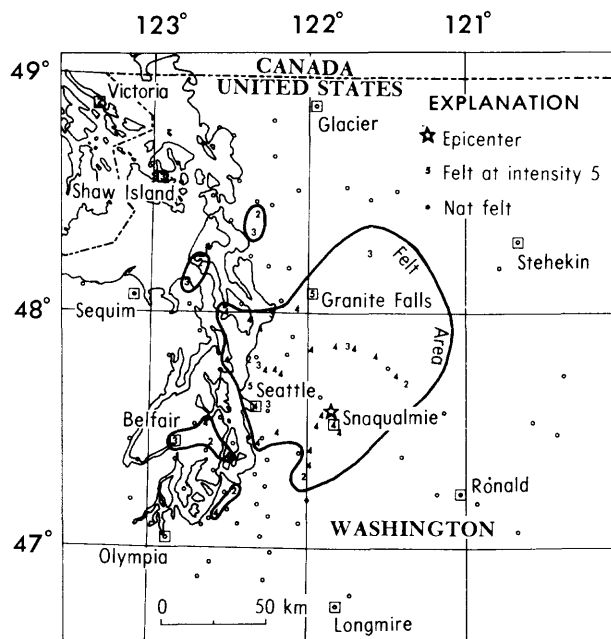 123° 122° 121°
49°
CANADA
UNITED STATES
Victoria
Glacier
EXPLANATION
Epicenter
5 Felt at intensity 5
Nat felt
Shaw Island
Stehekin
Felt
Area
48°
Sequim
Granite Falls
Seattle
Snaqualmie
Belfair
Ronald
WASHINGTON
47°
Olympia
0 50 km
Longmire